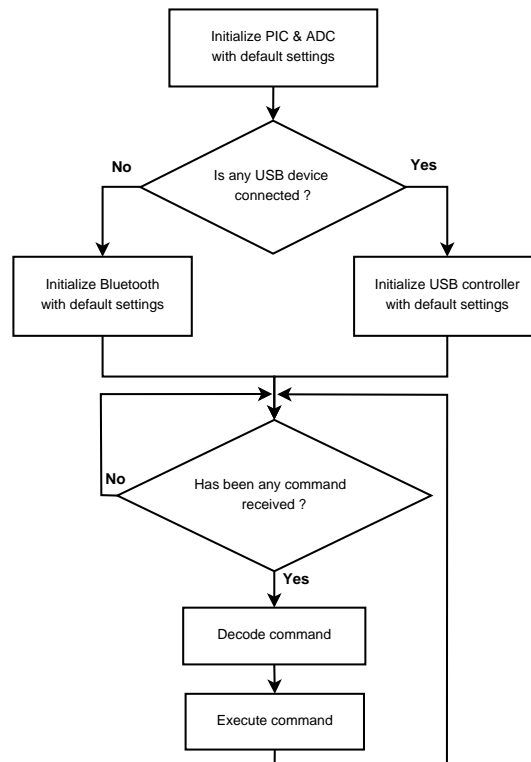 Initialize PIC & ADC
with default settings
No
Yes
Is any USB device
connected ?
Initialize Bluetooth
with default settings
Initialize USB controller
with default settings
Has been any command
received ?
No
Yes
Decode command
Execute command